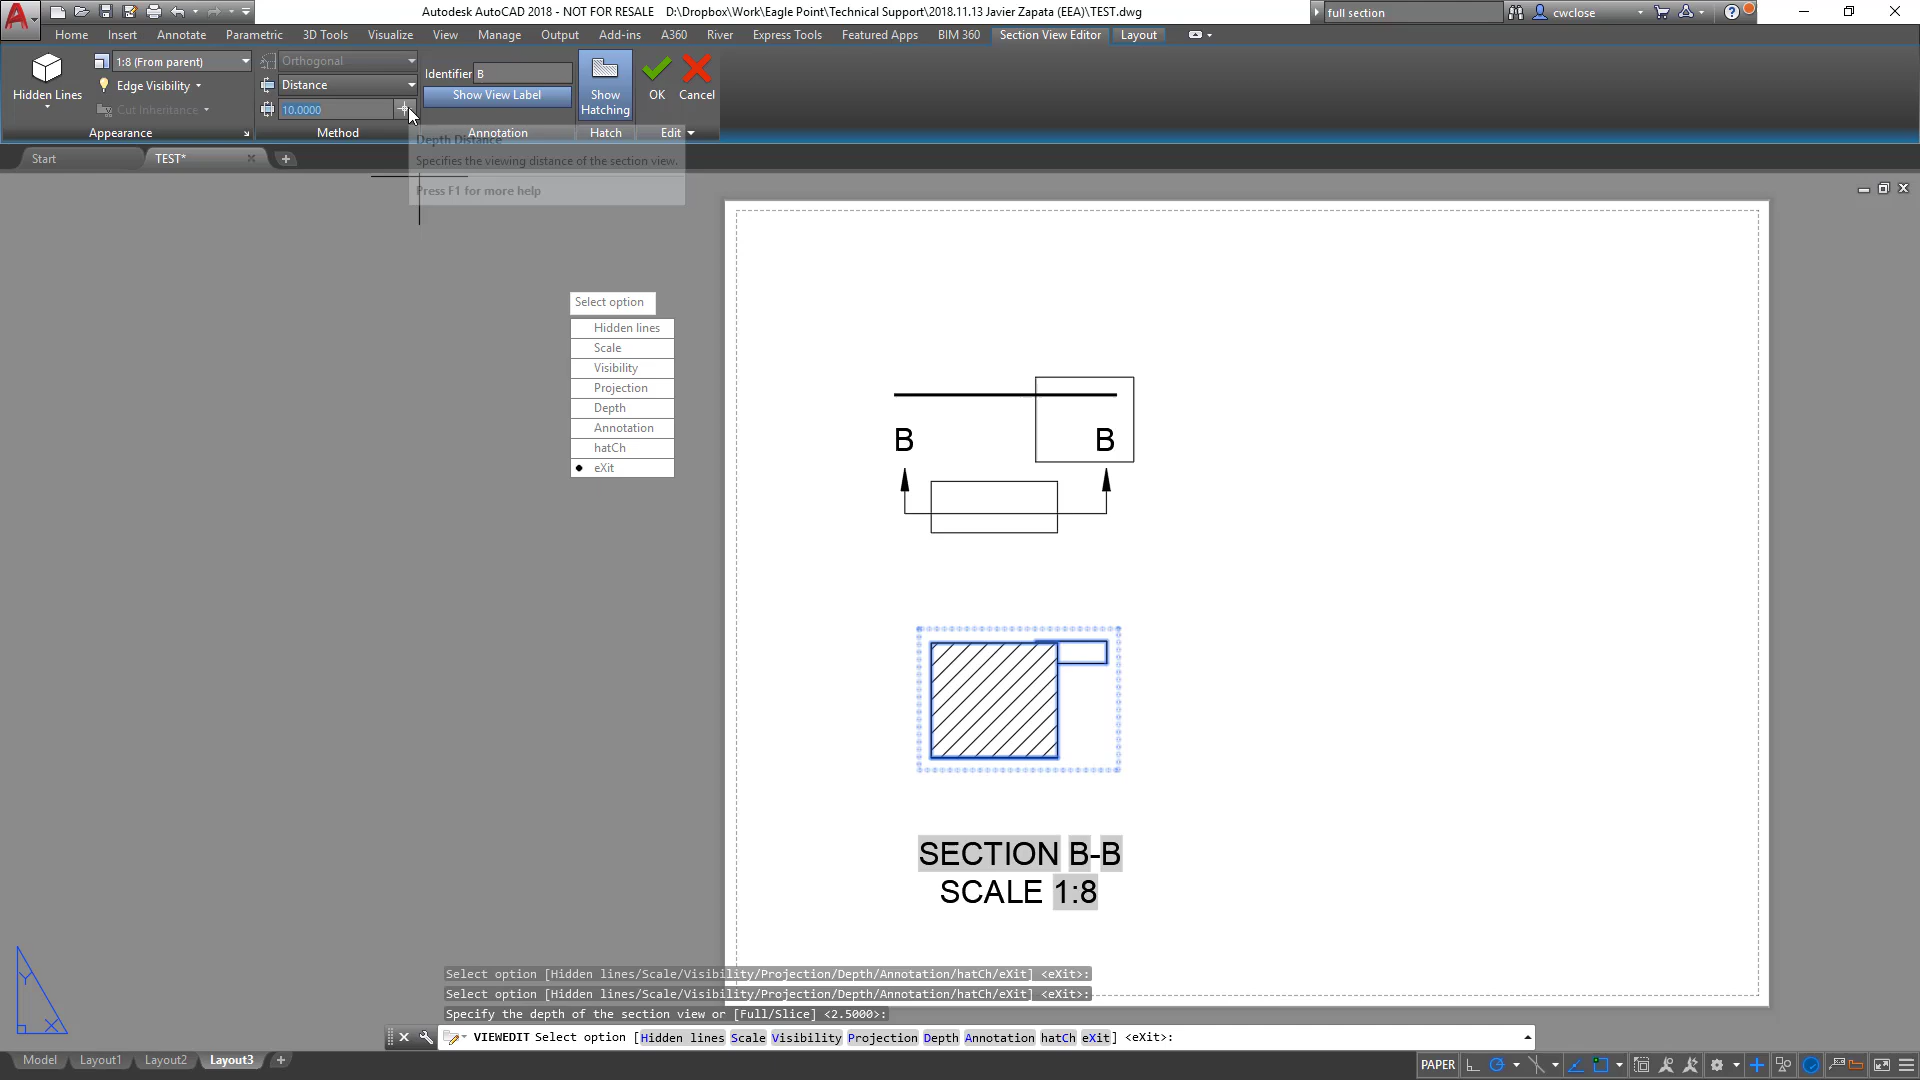 Autodesk AutoCAD 2018 - NOT FOR RESALE D:\Dropbox\Work\Eagle Point\Technical Support\2018.11.13 Javier Zapata (EEA)\TEST.dwg
full section
cwclose
Home Insert Annotate Parametric 3D Tools Visualize View Manage Output Add-ins A360 River Express Tools Featured Apps BIM 360 Section View Editor Layout
Hidden Lines
1:8 (From parent)
Edge Visibility
Cut Inheritance
Appearance
Orthogonal
Distance
10.0000
Method
Identifier B
Show View Label
Annotation
Show
Hatching
Hatch
OK
Cancel
Edit
Depth Distance
Specifies the viewing distance of the section view.
Press F1 for more help
Start
TEST*
Select option
Hidden lines
Scale
Visibility
Projection
Depth
Annotation
hatCh
eXit
B B
SECTION B-B
SCALE 1:8
Y
X
Select option [Hidden lines/Scale/Visibility/Projection/Depth/Annotation/hatCh/eXit] <eXit>:
Select option [Hidden lines/Scale/Visibility/Projection/Depth/Annotation/hatCh/eXit] <eXit>:
Specify the depth of the section view or [Full/Slice] <2.5000>:
VIEWEDIT Select option [Hidden lines Scale Visibility Projection Depth Annotation hatCh eXit] <eXit>:
Model Layout1 Layout2 Layout3
PAPER